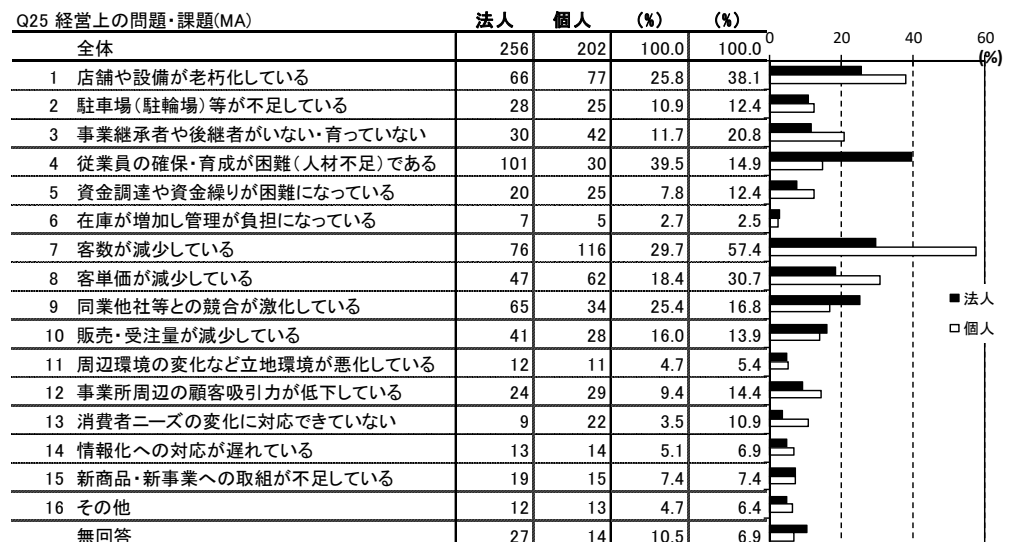 Q25 経営上の問題・課題(MA) 法人 個人 (%) (%)
0 20 40 60
(%)
全体 256 202 100.0 100.0
1 店舗や設備が老朽化している 66 77 25.8 38.1
2 駐車場(駐輪場)等が不足している 28 25 10.9 12.4
3 事業継承者や後継者がいない・育っていない 30 42 11.7 20.8
4 従業員の確保・育成が困難(人材不足)である 101 30 39.5 14.9
5 資金調達や資金繰りが困難になっている 20 25 7.8 12.4
6 在庫が増加し管理が負担になっている 7 5 2.7 2.5
7 客数が減少している 76 116 29.7 57.4
8 客単価が減少している 47 62 18.4 30.7
9 同業他社等との競合が激化している 65 34 25.4 16.8
10 販売・受注量が減少している 41 28 16.0 13.9
11 周辺環境の変化など立地環境が悪化している 12 11 4.7 5.4
12 事業所周辺の顧客吸引力が低下している 24 29 9.4 14.4
13 消費者ニーズの変化に対応できていない 9 22 3.5 10.9
14 情報化への対応が遅れている 13 14 5.1 6.9
15 新商品・新事業への取組が不足している 19 15 7.4 7.4
16 その他 12 13 4.7 6.4
無回答 27 14 10.5 6.9
法人
個人